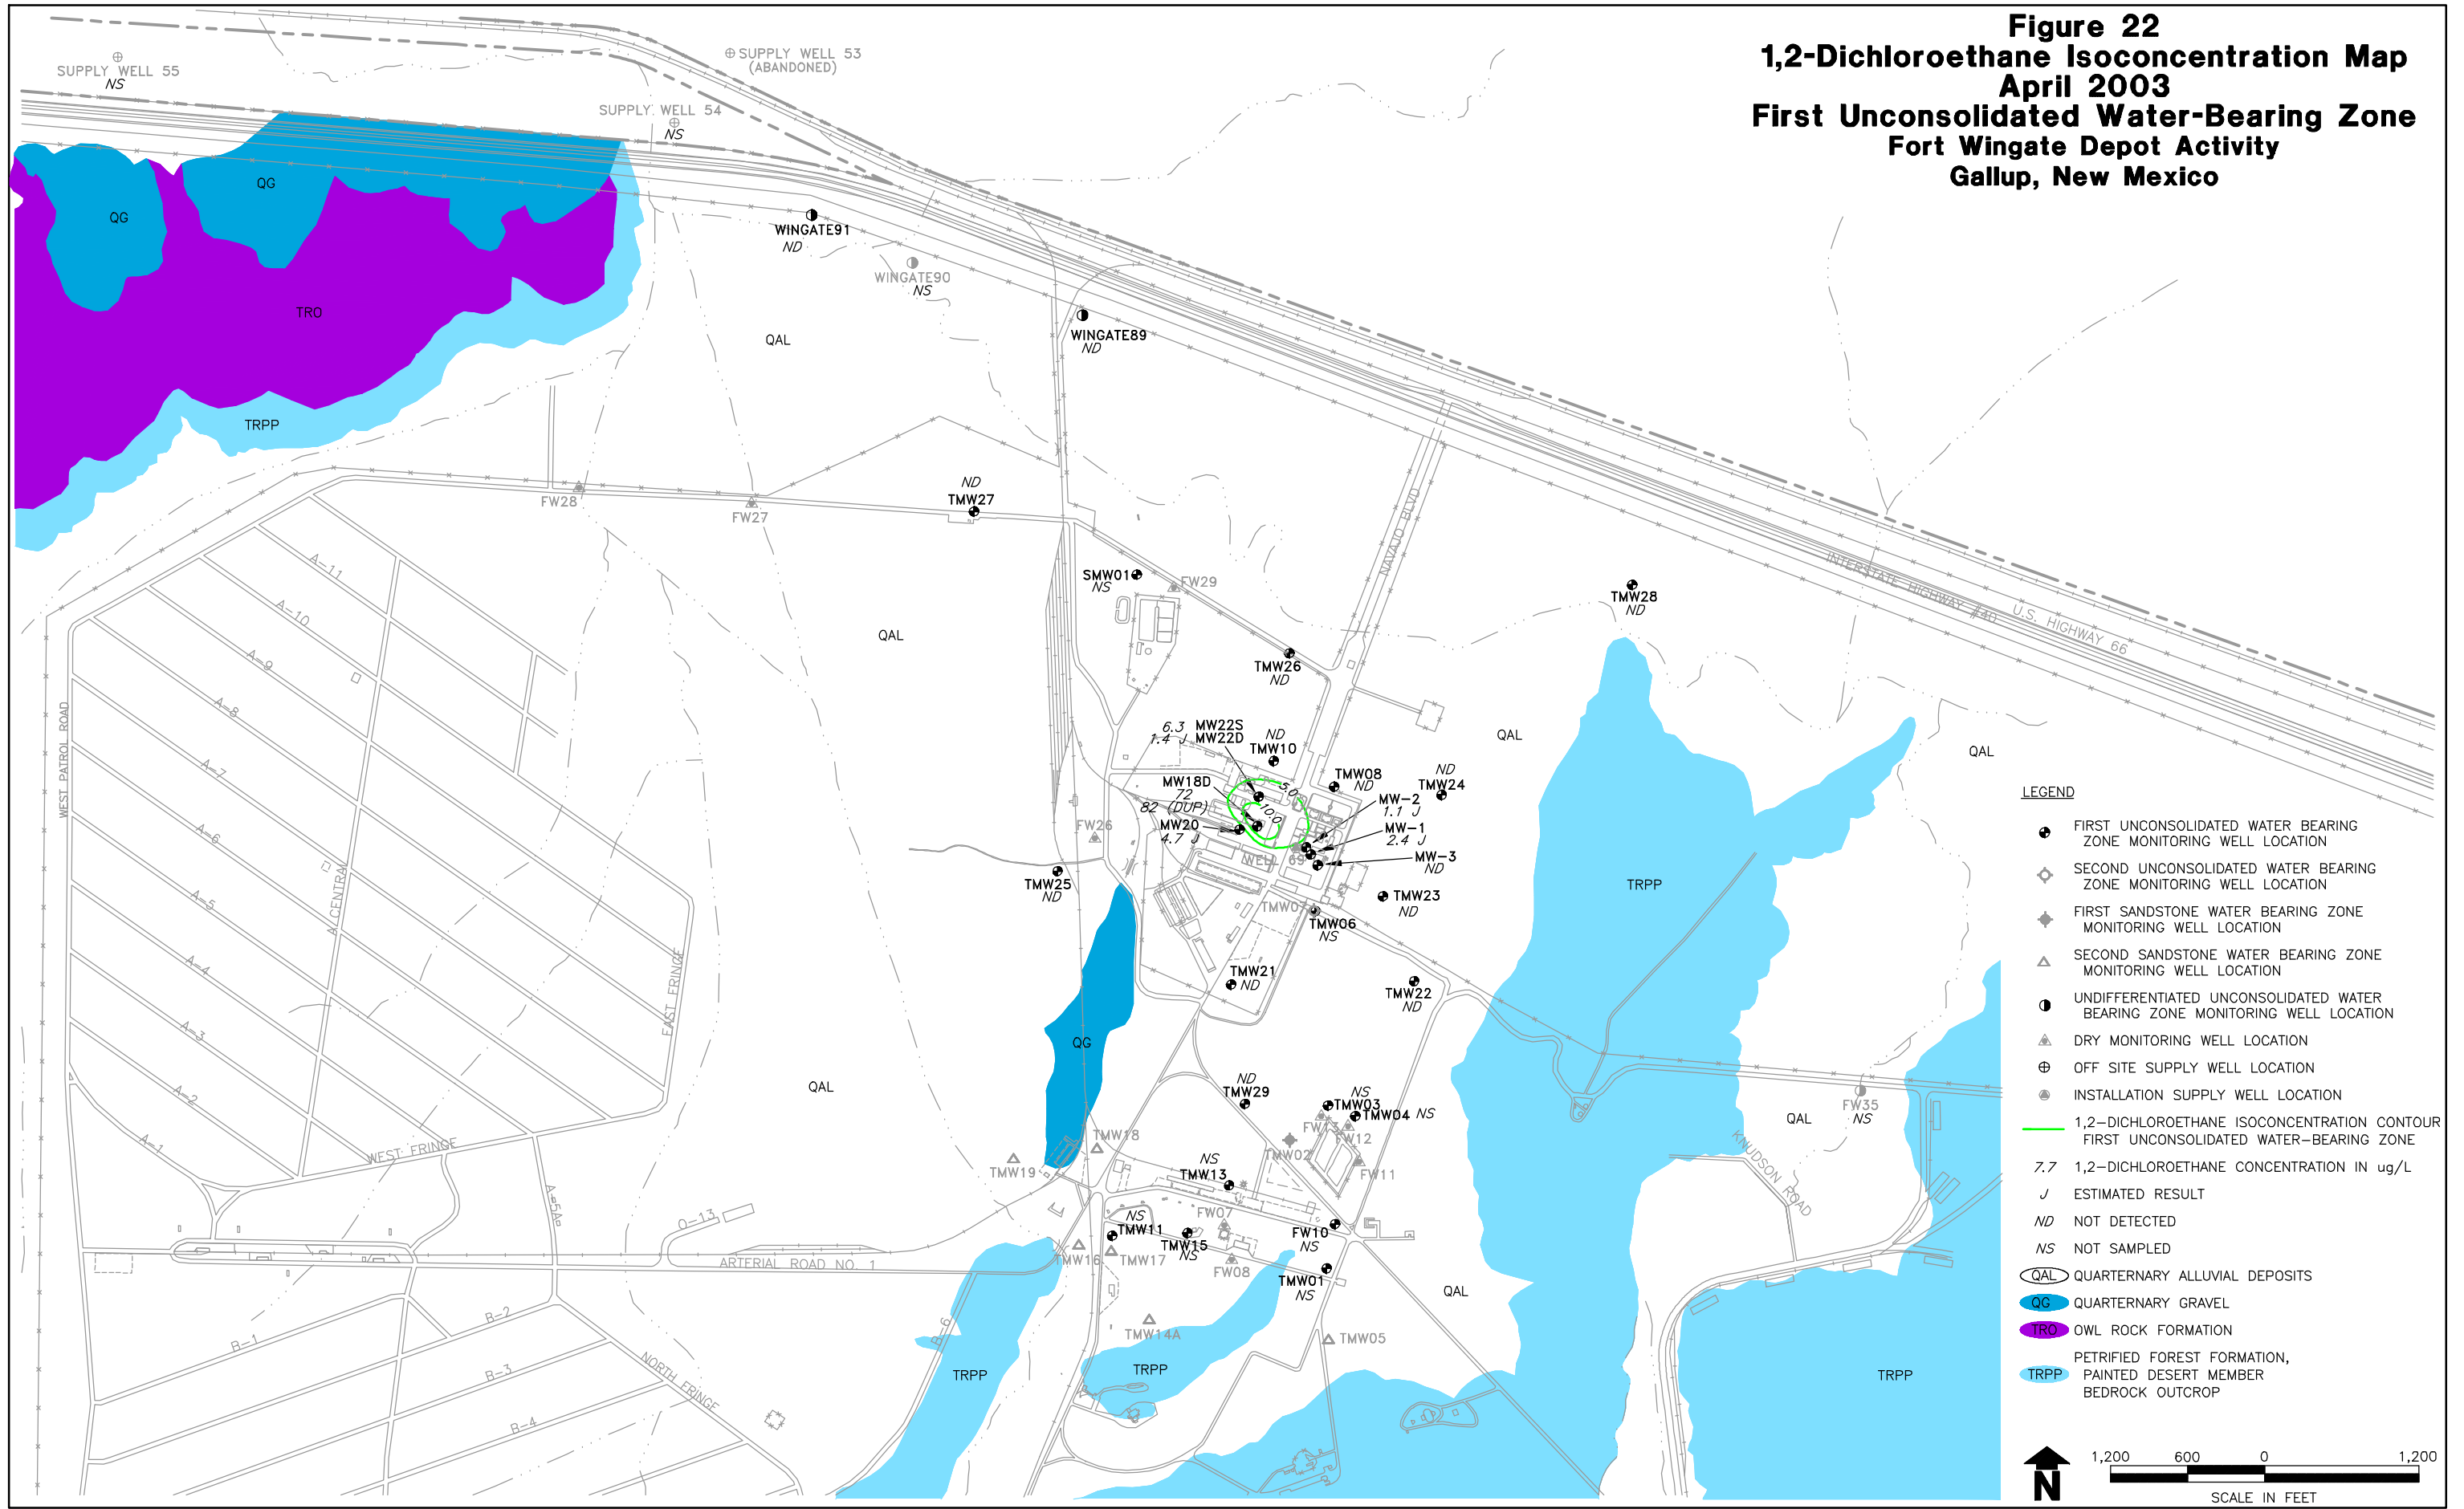 Figure 22
1,2-Dichloroethane Isoconcentration Map
April 2003
First Unconsolidated Water-Bearing Zone
Fort Wingate Depot Activity
Gallup, New Mexico
SUPPLY WELL 55
NS
SUPPLY WELL 53
(ABANDONED)
SUPPLY WELL 54
NS
QG
QG
TRO
TRPP
WINGATE91
ND
WINGATE90
NS
WINGATE89
ND
QAL
FW28
FW27
ND
TMW27
NAVAJO BLVD
INTERSTATE HIGHWAY #40
U.S. HIGHWAY 66
SMW01
NS
FW29
TMW28
ND
QAL
TMW26
ND
A-11
A-10
A-9
A-8
A-7
A-6
A-5
A-4
A-3
A-2
A-1
WEST PATROL ROAD
A-CENTRAL
EAST FRINGE
WEST FRINGE
6.3 MW22S
1.4 J MW22D
ND
TMW10
QAL
QAL
MW18D
72
82 (DUP)
MW20
4.7 J
5.0
10.0
TMW08
ND
ND
TMW24
MW-2
1.1 J
MW-1
2.4 J
MW-3
ND
WELL 69
FW26
TMW25
ND
TMW23
ND
TMW07
TMW06
NS
TMW21
ND
TMW22
ND
TRPP
QG
QAL
ND
TMW29
NS
TMW03
TMW04 NS
FW13
FW12
TMW02
FW11
QAL
FW35
NS
KNUDSON ROAD
TMW18
TMW19
NS
TMW13
NS
TMW11
TMW15
NS
FW07
FW08
FW10
NS
TMW16
TMW17
TMW01
NS
QAL
TMW14A
TMW05
A-5A
O-13
ARTERIAL ROAD NO. 1
B-1
B-2
B-3
B-4
B-6
NORTH FRINGE
TRPP
TRPP
TRPP
LEGEND
FIRST UNCONSOLIDATED WATER BEARING
ZONE MONITORING WELL LOCATION
SECOND UNCONSOLIDATED WATER BEARING
ZONE MONITORING WELL LOCATION
FIRST SANDSTONE WATER BEARING ZONE
MONITORING WELL LOCATION
SECOND SANDSTONE WATER BEARING ZONE
MONITORING WELL LOCATION
UNDIFFERENTIATED UNCONSOLIDATED WATER
BEARING ZONE MONITORING WELL LOCATION
DRY MONITORING WELL LOCATION
OFF SITE SUPPLY WELL LOCATION
INSTALLATION SUPPLY WELL LOCATION
1,2-DICHLOROETHANE ISOCONCENTRATION CONTOUR
FIRST UNCONSOLIDATED WATER-BEARING ZONE
7.7 1,2-DICHLOROETHANE CONCENTRATION IN ug/L
J ESTIMATED RESULT
ND NOT DETECTED
NS NOT SAMPLED
QAL QUARTERNARY ALLUVIAL DEPOSITS
QG QUARTERNARY GRAVEL
TRO OWL ROCK FORMATION
TRPP PETRIFIED FOREST FORMATION,
PAINTED DESERT MEMBER
BEDROCK OUTCROP
N
1,200 600 0 1,200
SCALE IN FEET